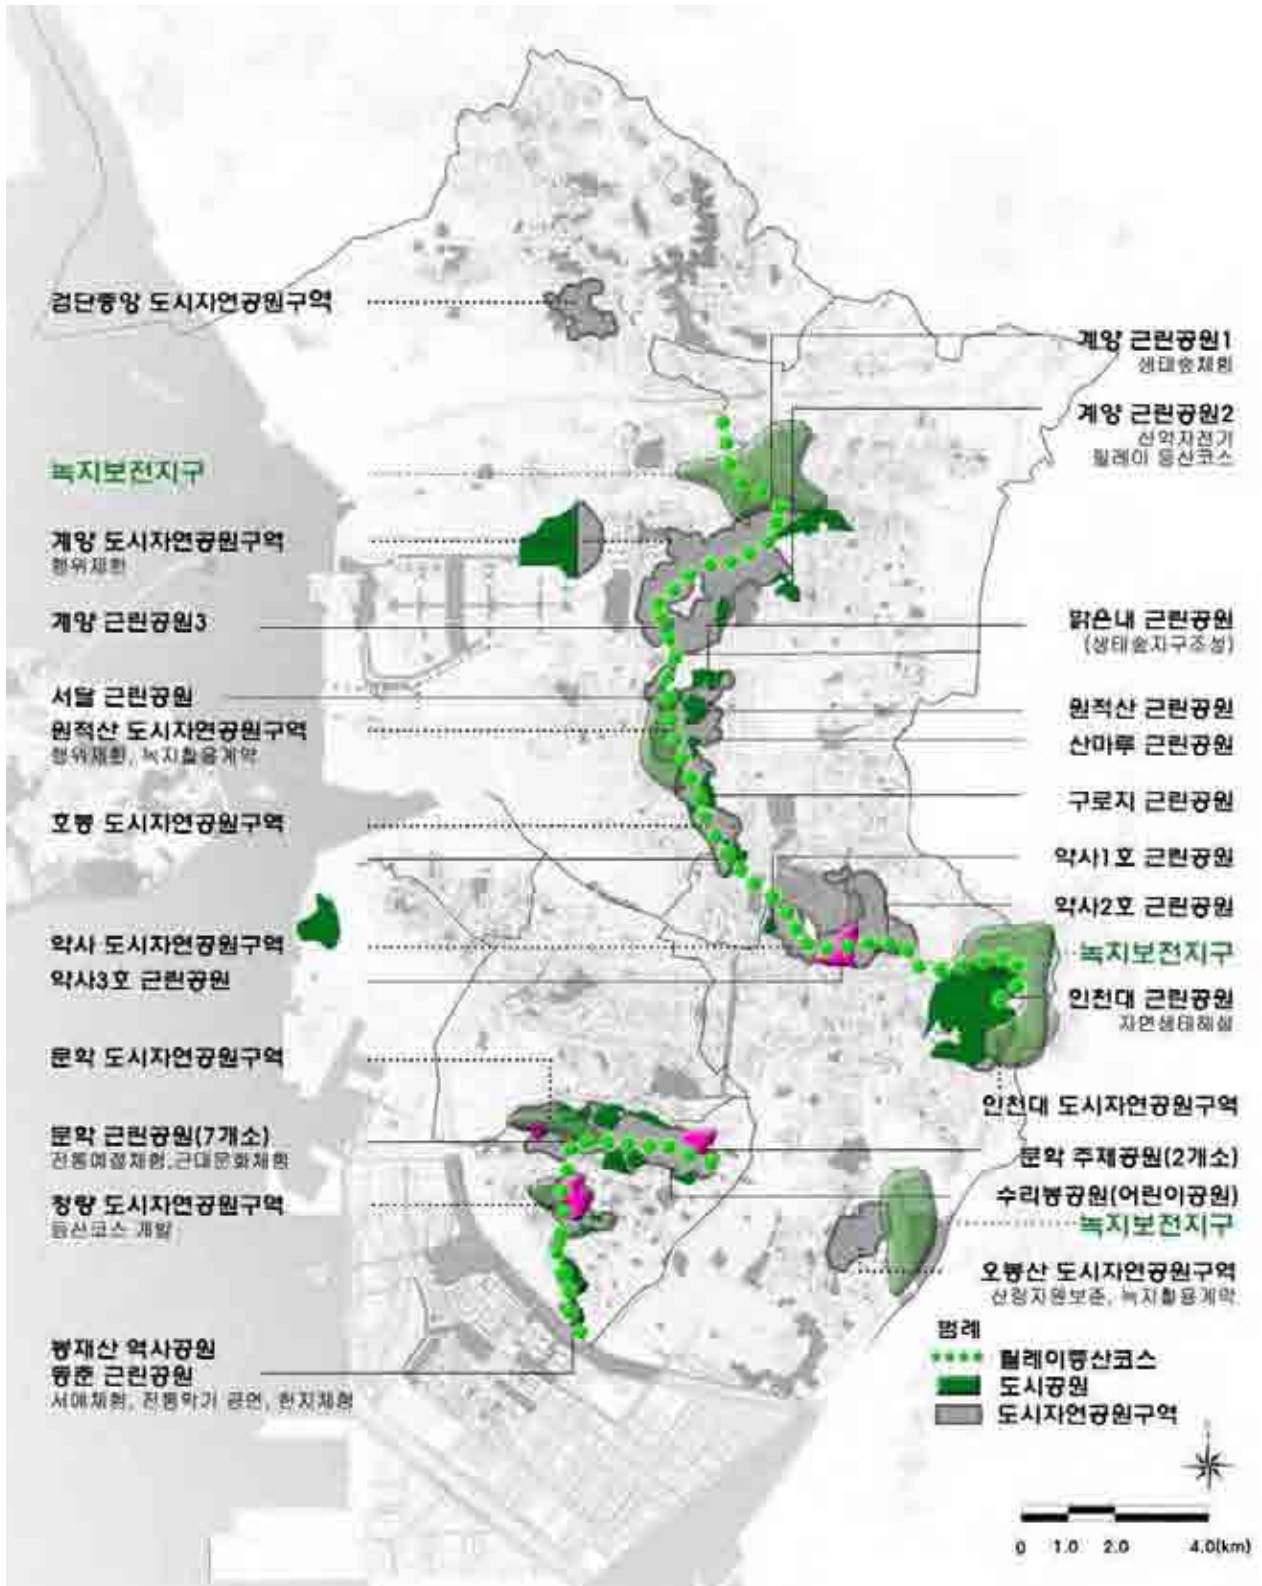 검단중앙 도시자연공원구역
녹지보전지구
계양 도시자연공원구역
행위제한
계양 근린공원3
서달 근린공원
원적산 도시자연공원구역
행위제한, 녹지활용계약
호봉 도시자연공원구역
약사 도시자연공원구역
약사3호 근린공원
문학 도시자연공원구역
문학 근린공원(7개소)
전통예절체험,근대문화체험
청량 도시자연공원구역
등산코스 개발
봉재산 역사공원
동춘 근린공원
서예체험, 전통악기 공연, 한지체험
계양 근린공원1
생태숲체험
계양 근린공원2
산악자전거
릴레이 등산코스
맑은내 근린공원
(생태숲지구조성)
원적산 근린공원
산마루 근린공원
구로지 근린공원
약사1호 근린공원
약사2호 근린공원
녹지보전지구
인천대 근린공원
자연생태해설
인천대 도시자연공원구역
문학 주제공원(2개소)
수리봉공원(어린이공원)
녹지보전지구
오봉산 도시자연공원구역
산림자원보존, 녹지활용계약
범례
릴레이등산코스
도시공원
도시자연공원구역
0 1.0 2.0 4.0(km)